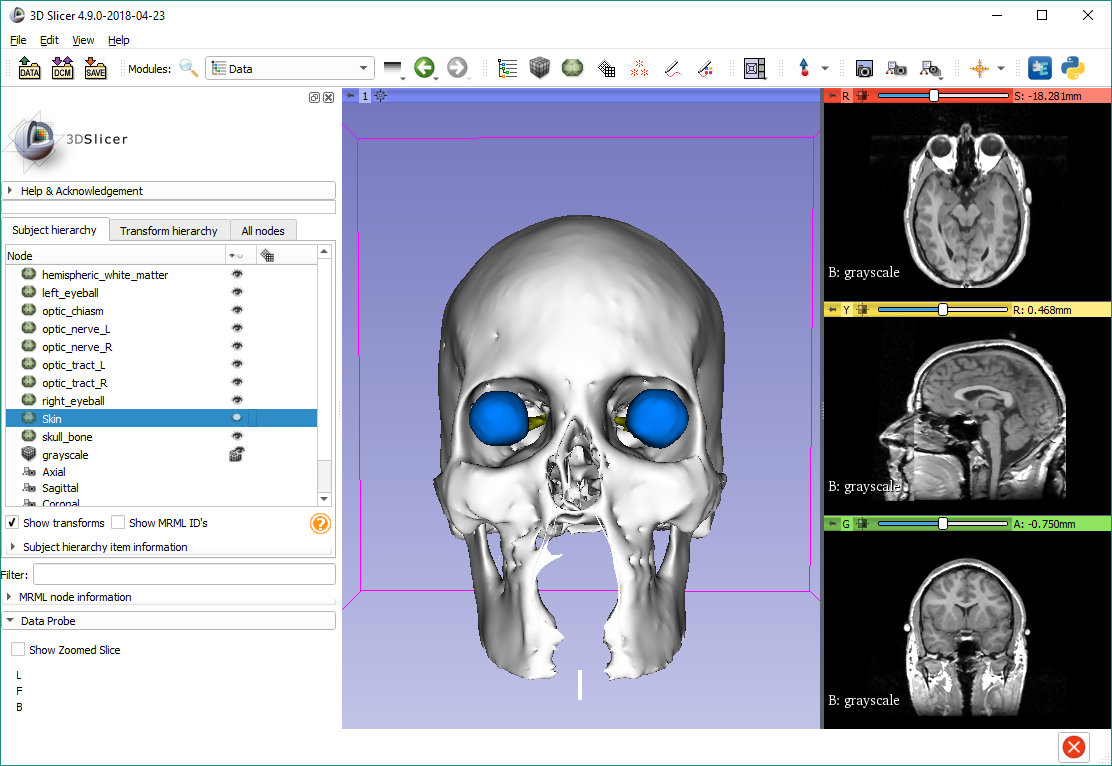 3D Slicer 4.9.0-2018-04-23
File Edit View Help
DATA DCM SAVE Modules: Data
1
R S: -18.281mm
3DSlicer
Help & Acknowledgement
Subject hierarchy Transform hierarchy All nodes
Node
hemispheric_white_matter
left_eyeball
optic_chiasm
optic_nerve_L
optic_nerve_R
optic_tract_L
optic_tract_R
right_eyeball
Skin
skull_bone
grayscale
Axial
Sagittal
Coronal
Show transforms Show MRML ID's
Subject hierarchy item information
Filter:
MRML node information
Data Probe
Show Zoomed Slice
L
F
B
B: grayscale
Y R: 0.468mm
B: grayscale
G A: -0.750mm
B: grayscale